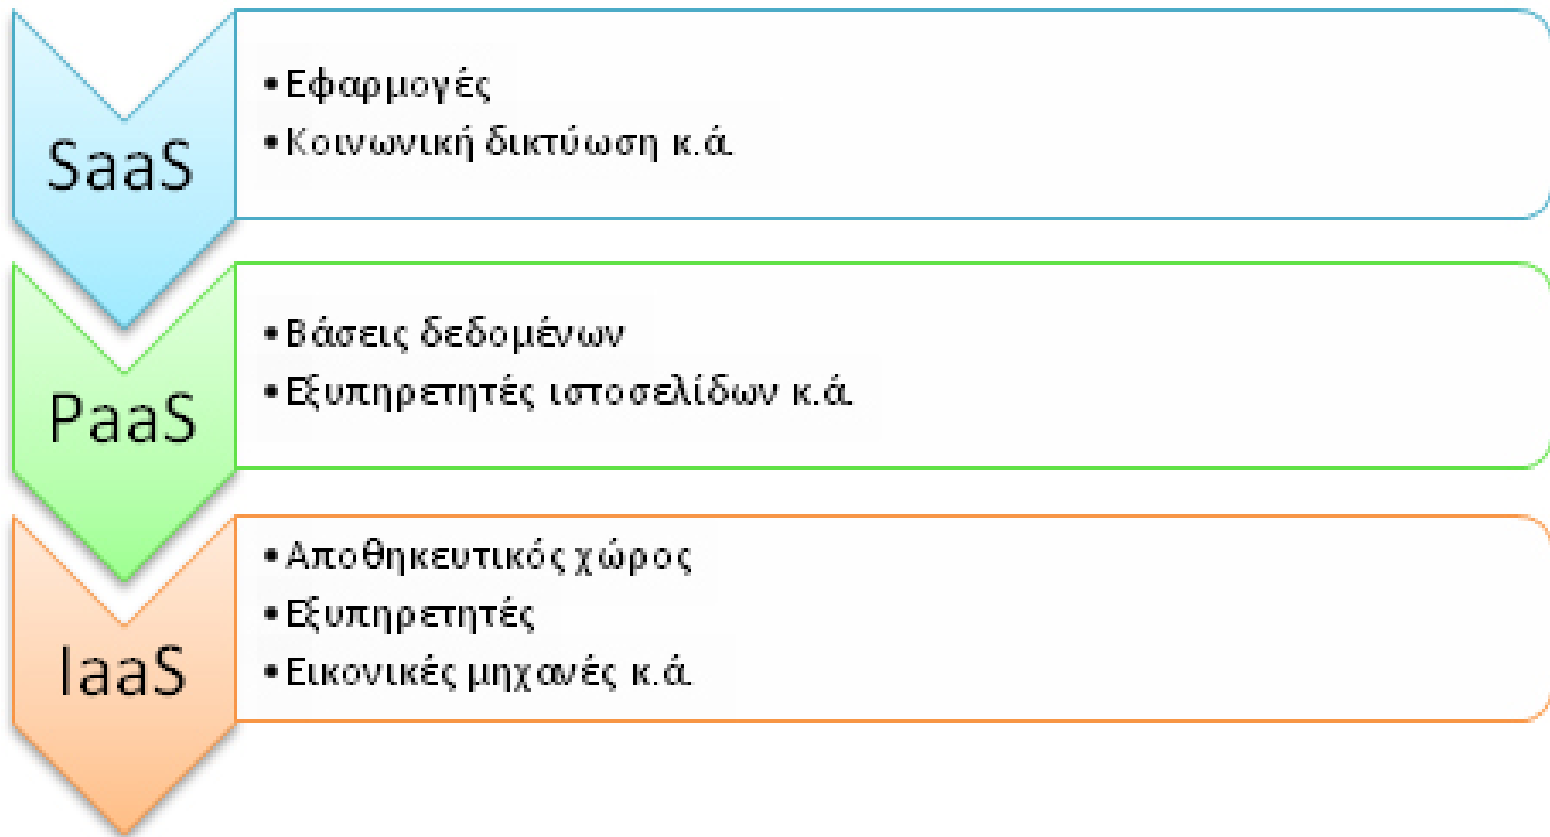 SaaS
• Εφαρμογές
• Κοινωνική δικτύωση κ.ά.
PaaS
• Βάσεις δεδομένων
• Εξυπηρετητές ιστοσελίδων κ.ά.
IaaS
• Αποθηκευτικός χώρος
• Εξυπηρετητές
• Εικονικές μηχανές κ.ά.